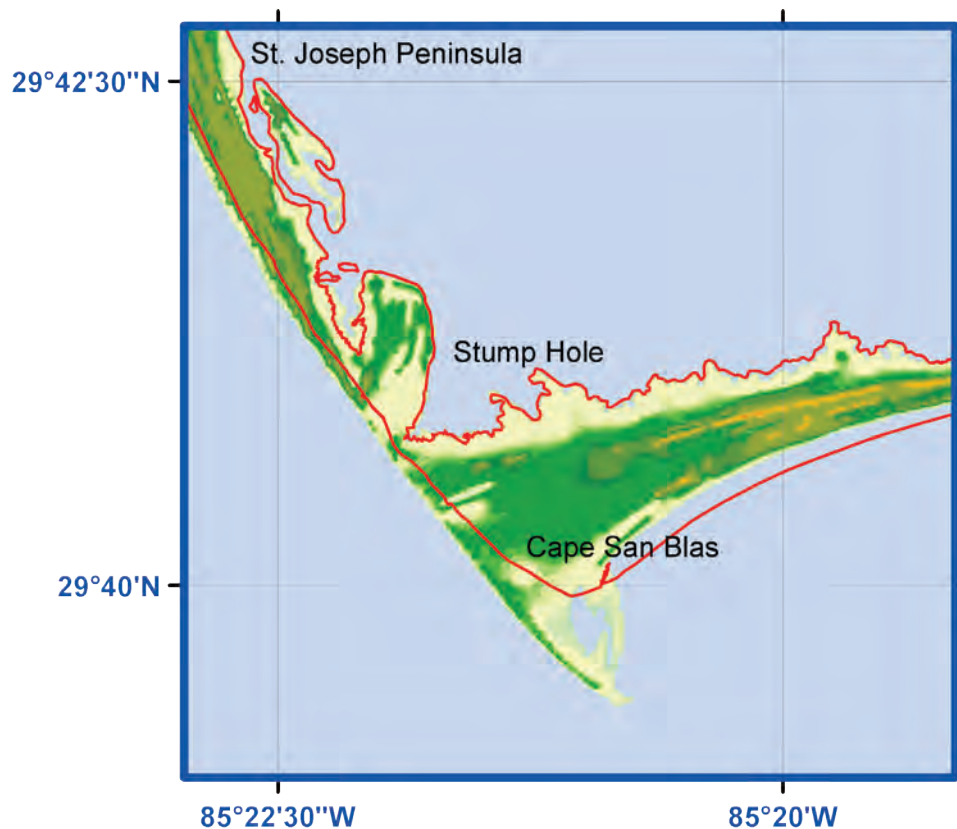 St. Joseph Peninsula
29°42'30"N
Stump Hole
Cape San Blas
29°40'N
85°22'30"W
85°20'W